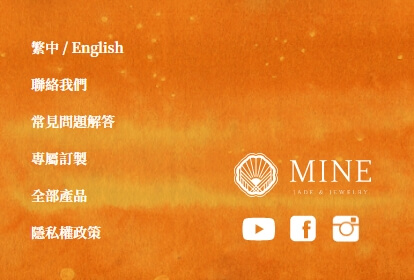 繁中 / English
聯絡我們
常見問題解答
專屬訂製
全部產品
隱私權政策
MINE
JADE & JEWELRY